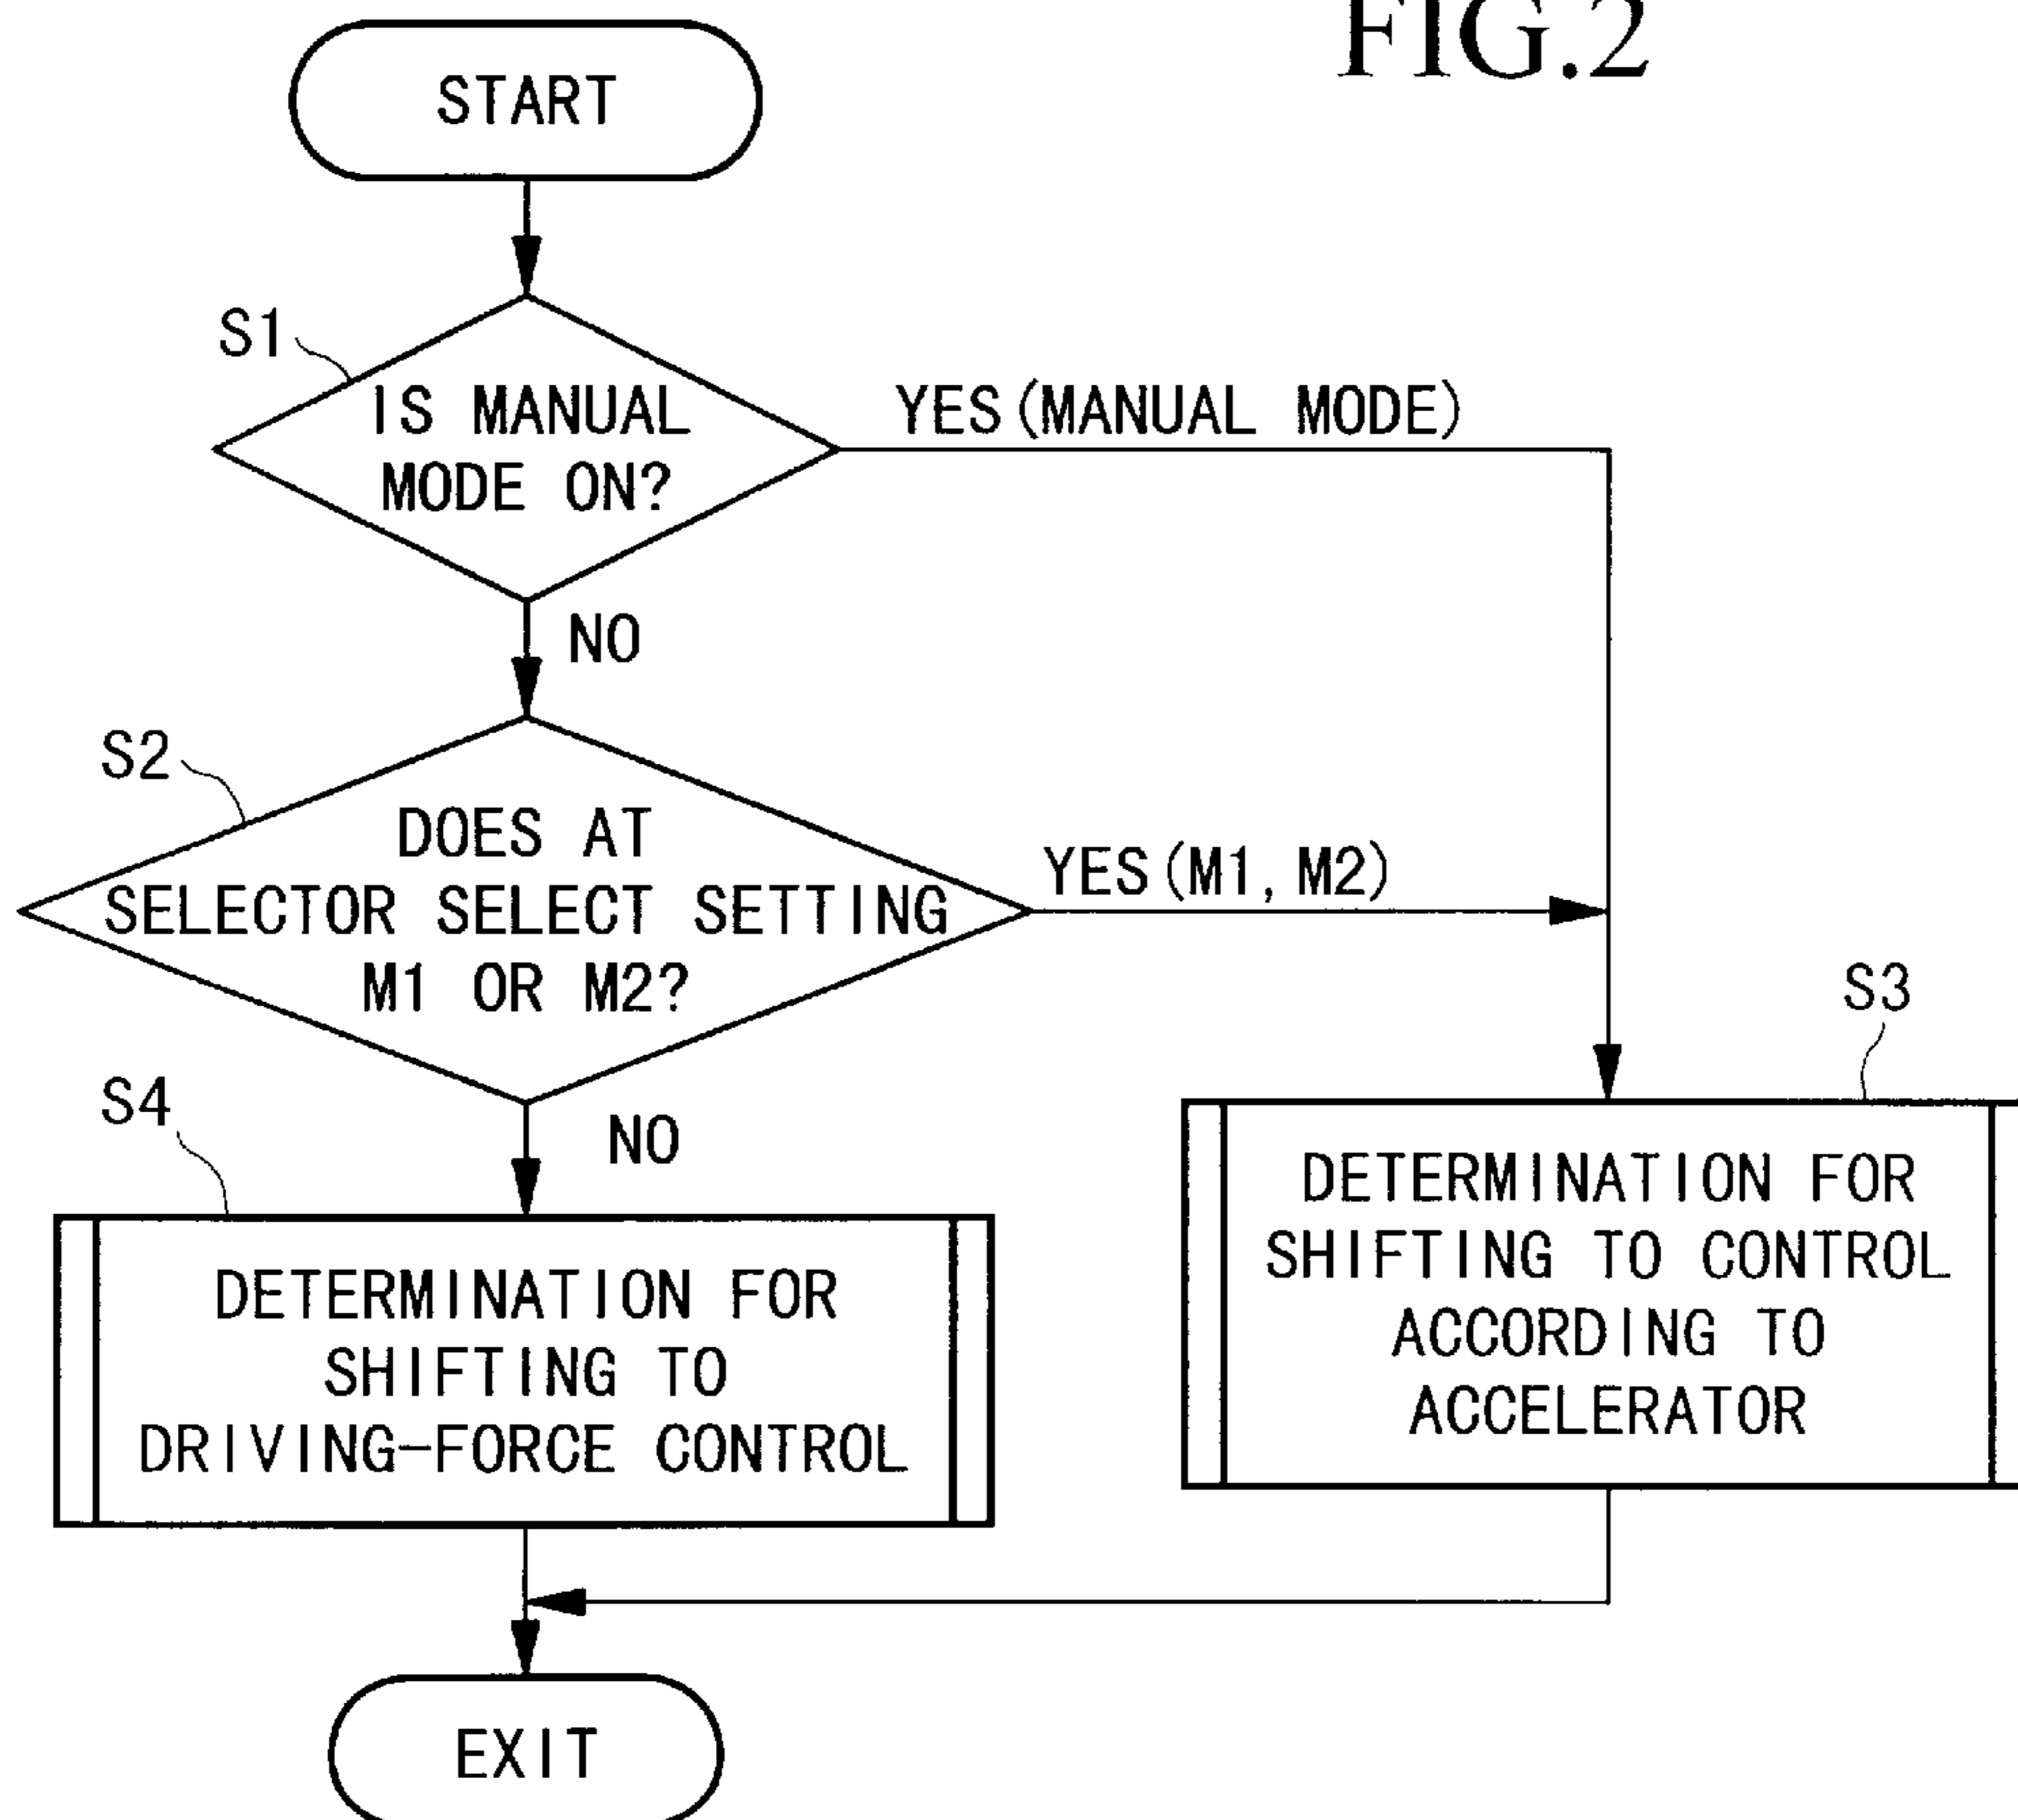 FIG.2
START
S1
IS MANUAL
MODE ON?
YES(MANUAL MODE)
NO
S2
DOES AT
SELECTOR SELECT SETTING
M1 OR M2?
YES(M1, M2)
NO
S3
DETERMINATION FOR
SHIFTING TO CONTROL
ACCORDING TO
ACCELERATOR
S4
DETERMINATION FOR
SHIFTING TO
DRIVING-FORCE CONTROL
EXIT